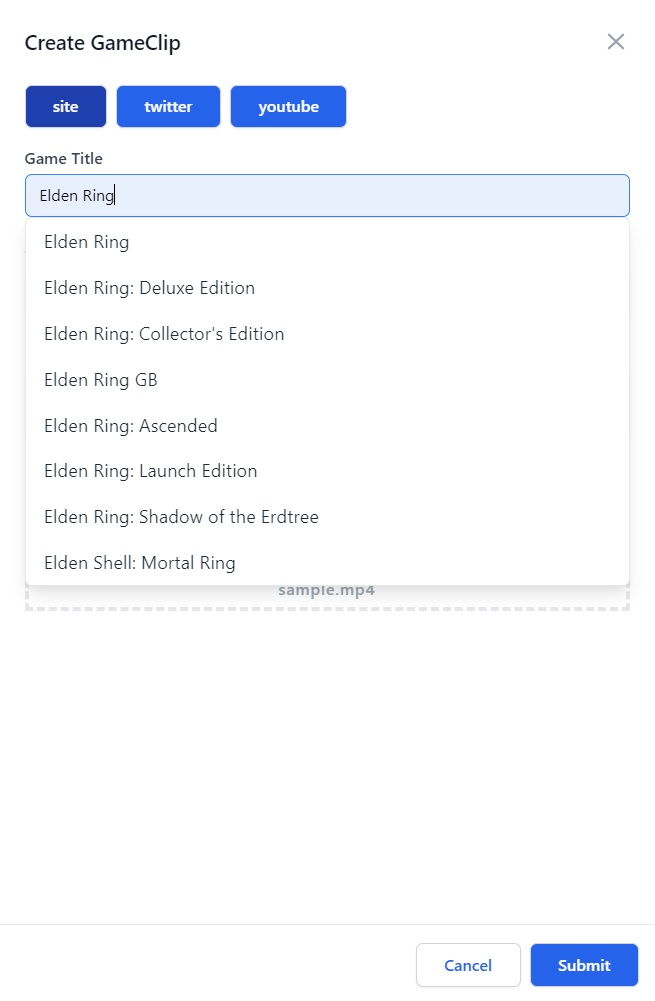 Create GameClip
site twitter youtube
Game Title
Elden Ring
Elden Ring
Elden Ring: Deluxe Edition
Elden Ring: Collector's Edition
Elden Ring GB
Elden Ring: Ascended
Elden Ring: Launch Edition
Elden Ring: Shadow of the Erdtree
Elden Shell: Mortal Ring
sample.mp4
Cancel Submit